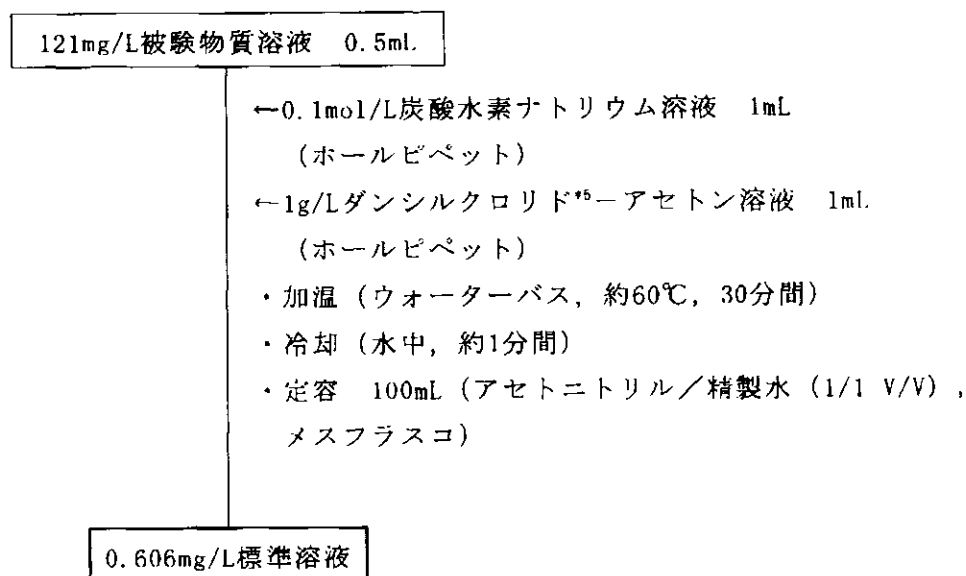 121mg/L被験物質溶液 0.5mL
←0.1mol/L炭酸水素ナトリウム溶液 1mL
(ホールピペット)
←1g/Lダンシルクロリド*5-アセトン溶液 1mL
(ホールピペット)
・加温 (ウォーターバス, 約60℃, 30分間)
・冷却 (水中, 約1分間)
・定容 100mL (アセトニトリル/精製水 (1/1 V/V),
メスフラスコ)
0.606mg/L標準溶液